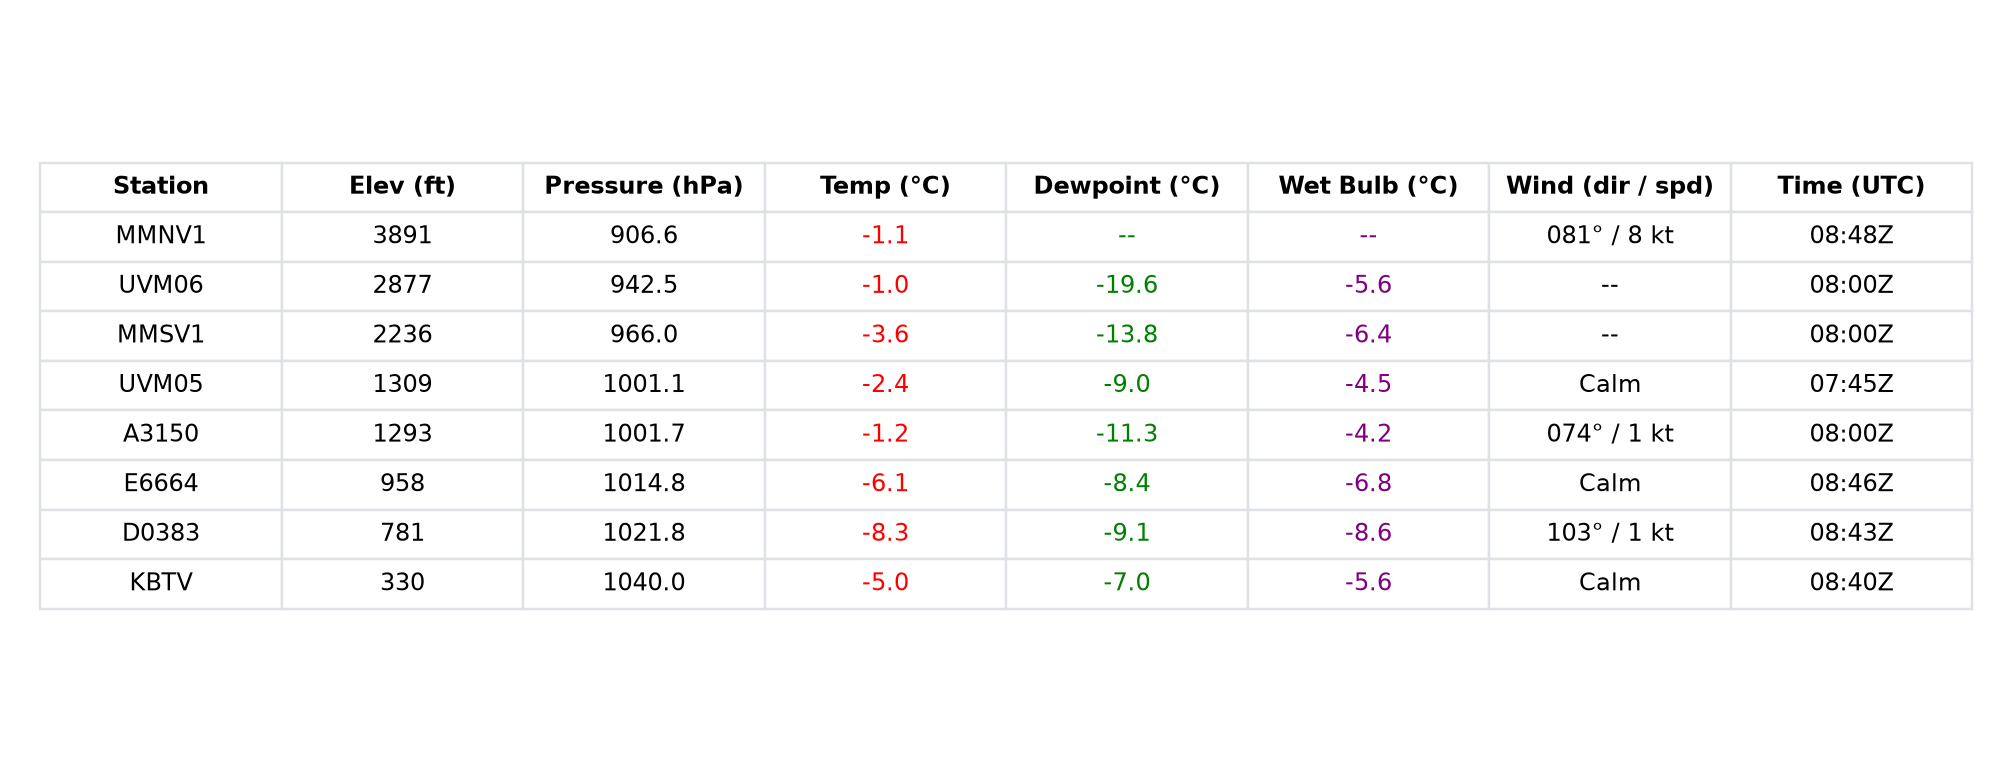 Station Elev (ft) Pressure (hPa) Temp (°C) Dewpoint (°C) Wet Bulb (°C) Wind (dir / spd) Time (UTC)
MMNV1 3891 906.6 -1.1 -- -- 081° / 8 kt 08:48Z
UVM06 2877 942.5 -1.0 -19.6 -5.6 -- 08:00Z
MMSV1 2236 966.0 -3.6 -13.8 -6.4 -- 08:00Z
UVM05 1309 1001.1 -2.4 -9.0 -4.5 Calm 07:45Z
A3150 1293 1001.7 -1.2 -11.3 -4.2 074° / 1 kt 08:00Z
E6664 958 1014.8 -6.1 -8.4 -6.8 Calm 08:46Z
D0383 781 1021.8 -8.3 -9.1 -8.6 103° / 1 kt 08:43Z
KBTV 330 1040.0 -5.0 -7.0 -5.6 Calm 08:40Z